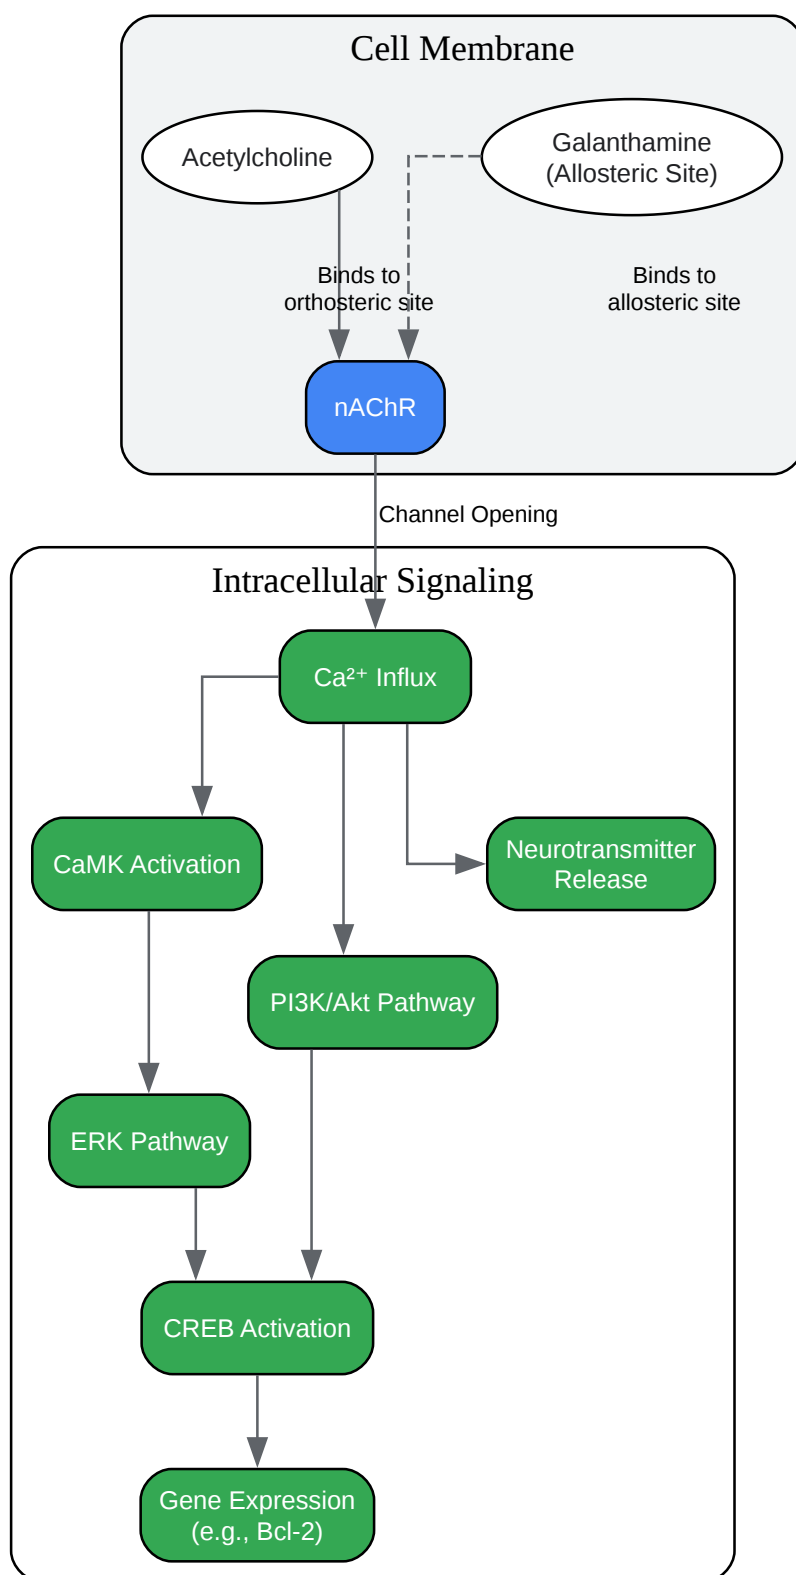 Cell Membrane
Acetylcholine
Galanthamine
(Allosteric Site)
Binds to
orthosteric site
Binds to
allosteric site
nAChR
Channel Opening
Intracellular Signaling
Ca²⁺ Influx
CaMK Activation
Neurotransmitter
Release
PI3K/Akt Pathway
ERK Pathway
CREB Activation
Gene Expression
(e.g., Bcl-2)